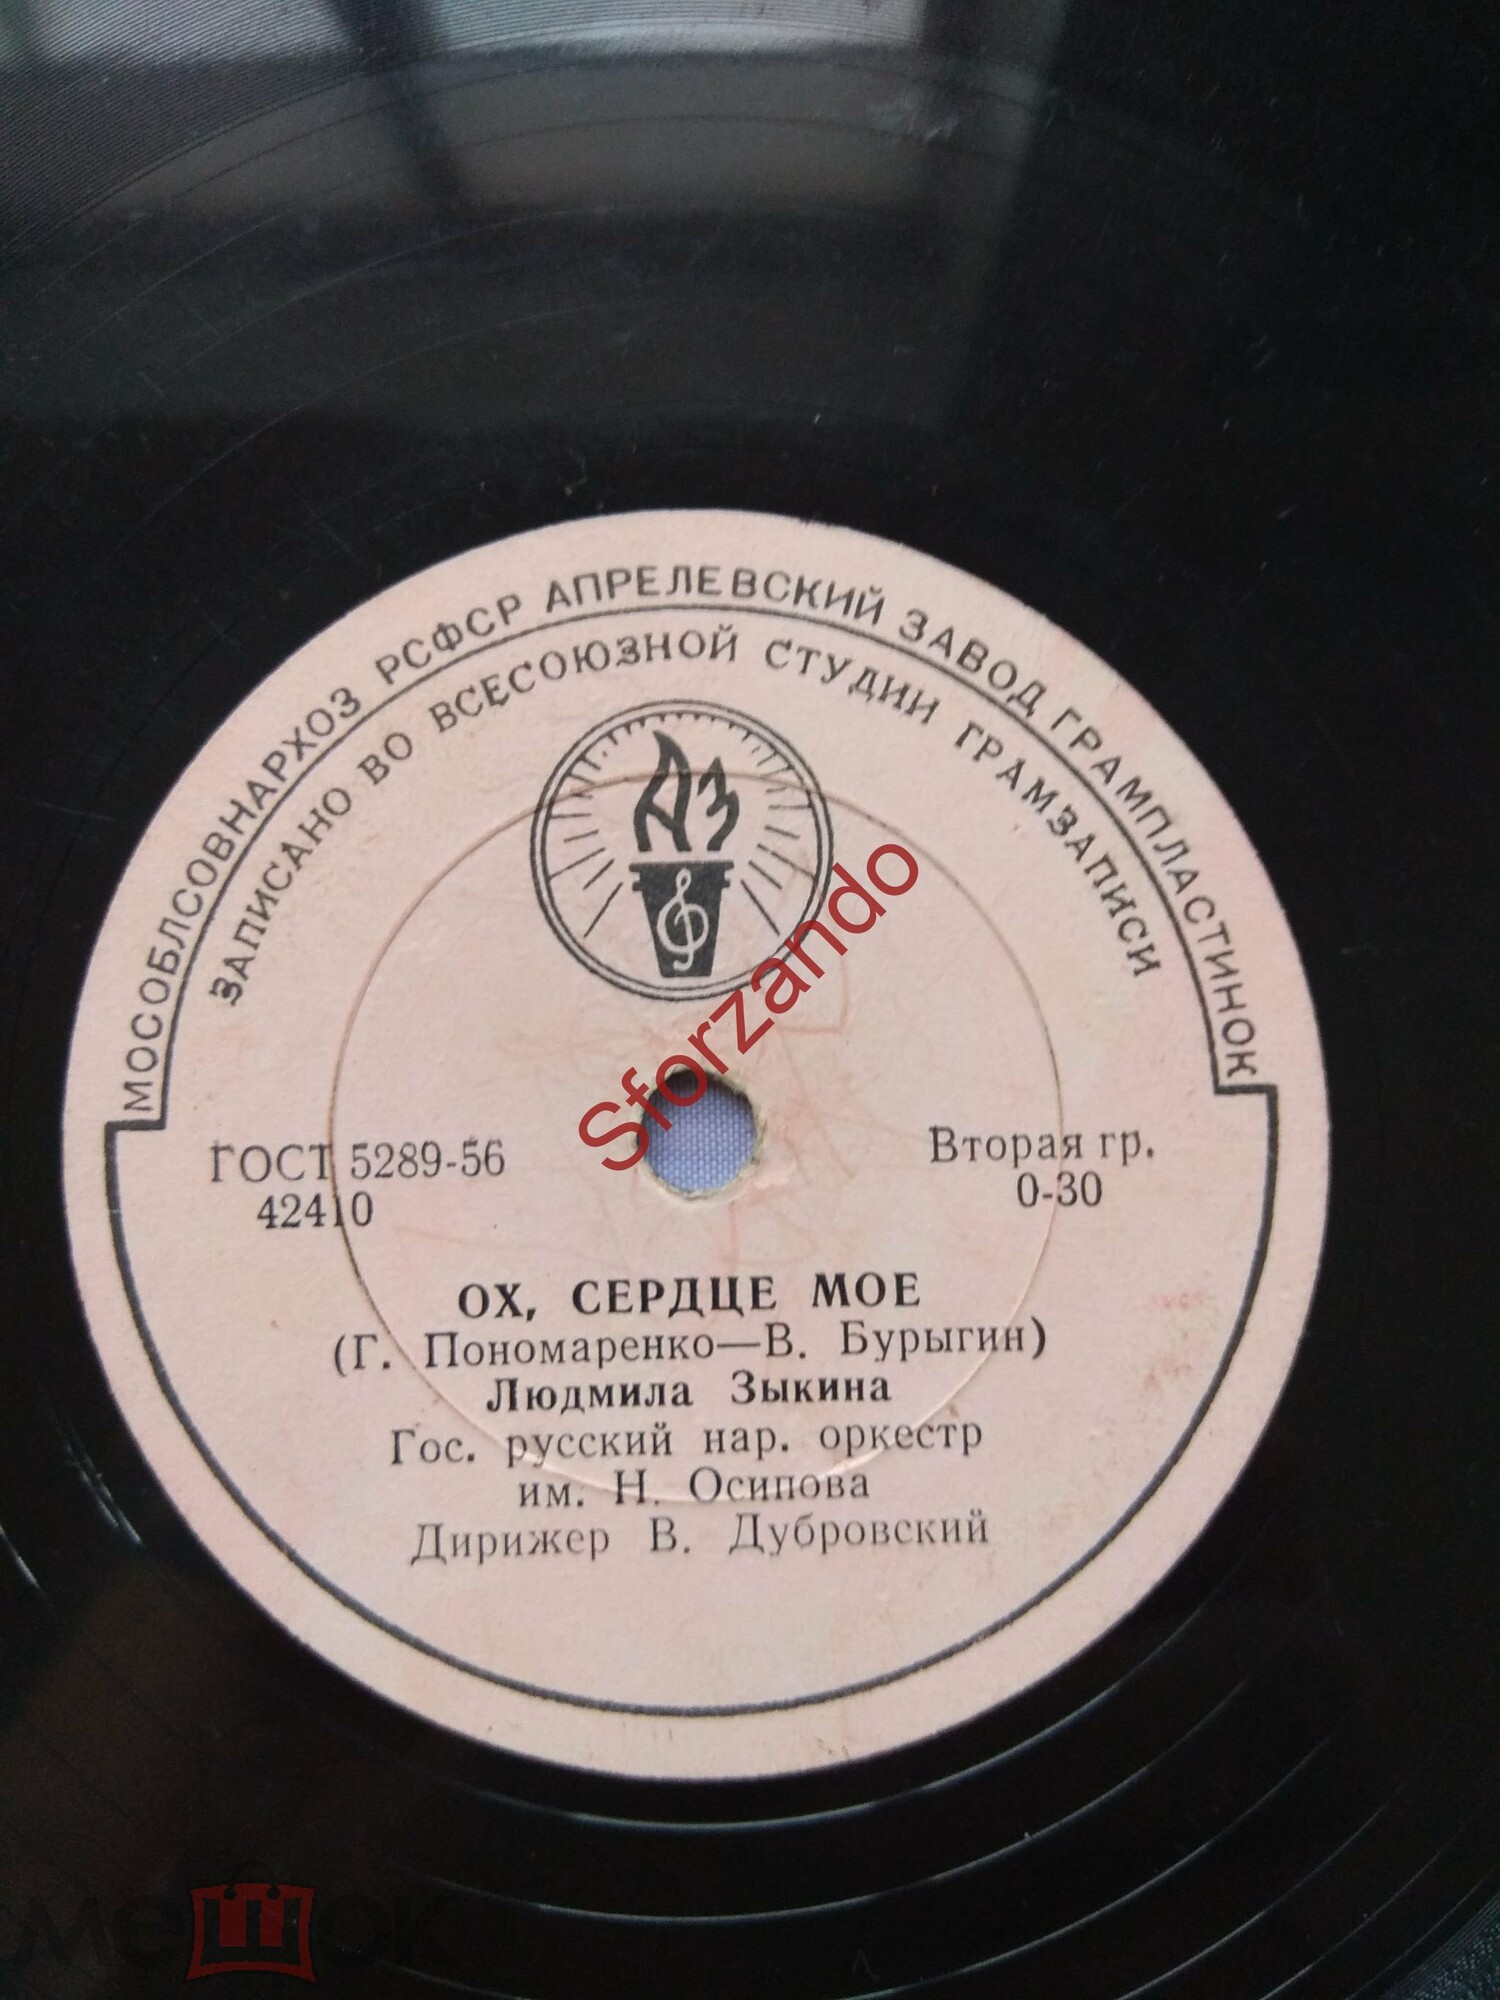 МОСОБЛСОВНАРХОЗ РСФСР АПРЕЛЕВСКИЙ ЗАВОД ГРАМПЛАСТИНОК
ЗАПИСАНО ВО ВСЕСОЮЗНОЙ СТУДИИ ГРАМЗАПИСИ
АЗ
Sforzando
ГОСТ 5289-56
42410
Вторая гр.
0-30
ОХ, СЕРДЦЕ МОЕ
(Г. Пономаренко—В. Бурыгин)
Людмила Зыкина
Гос. русский нар. оркестр
им. Н. Осипова
Дирижер В. Дубровский
мешок